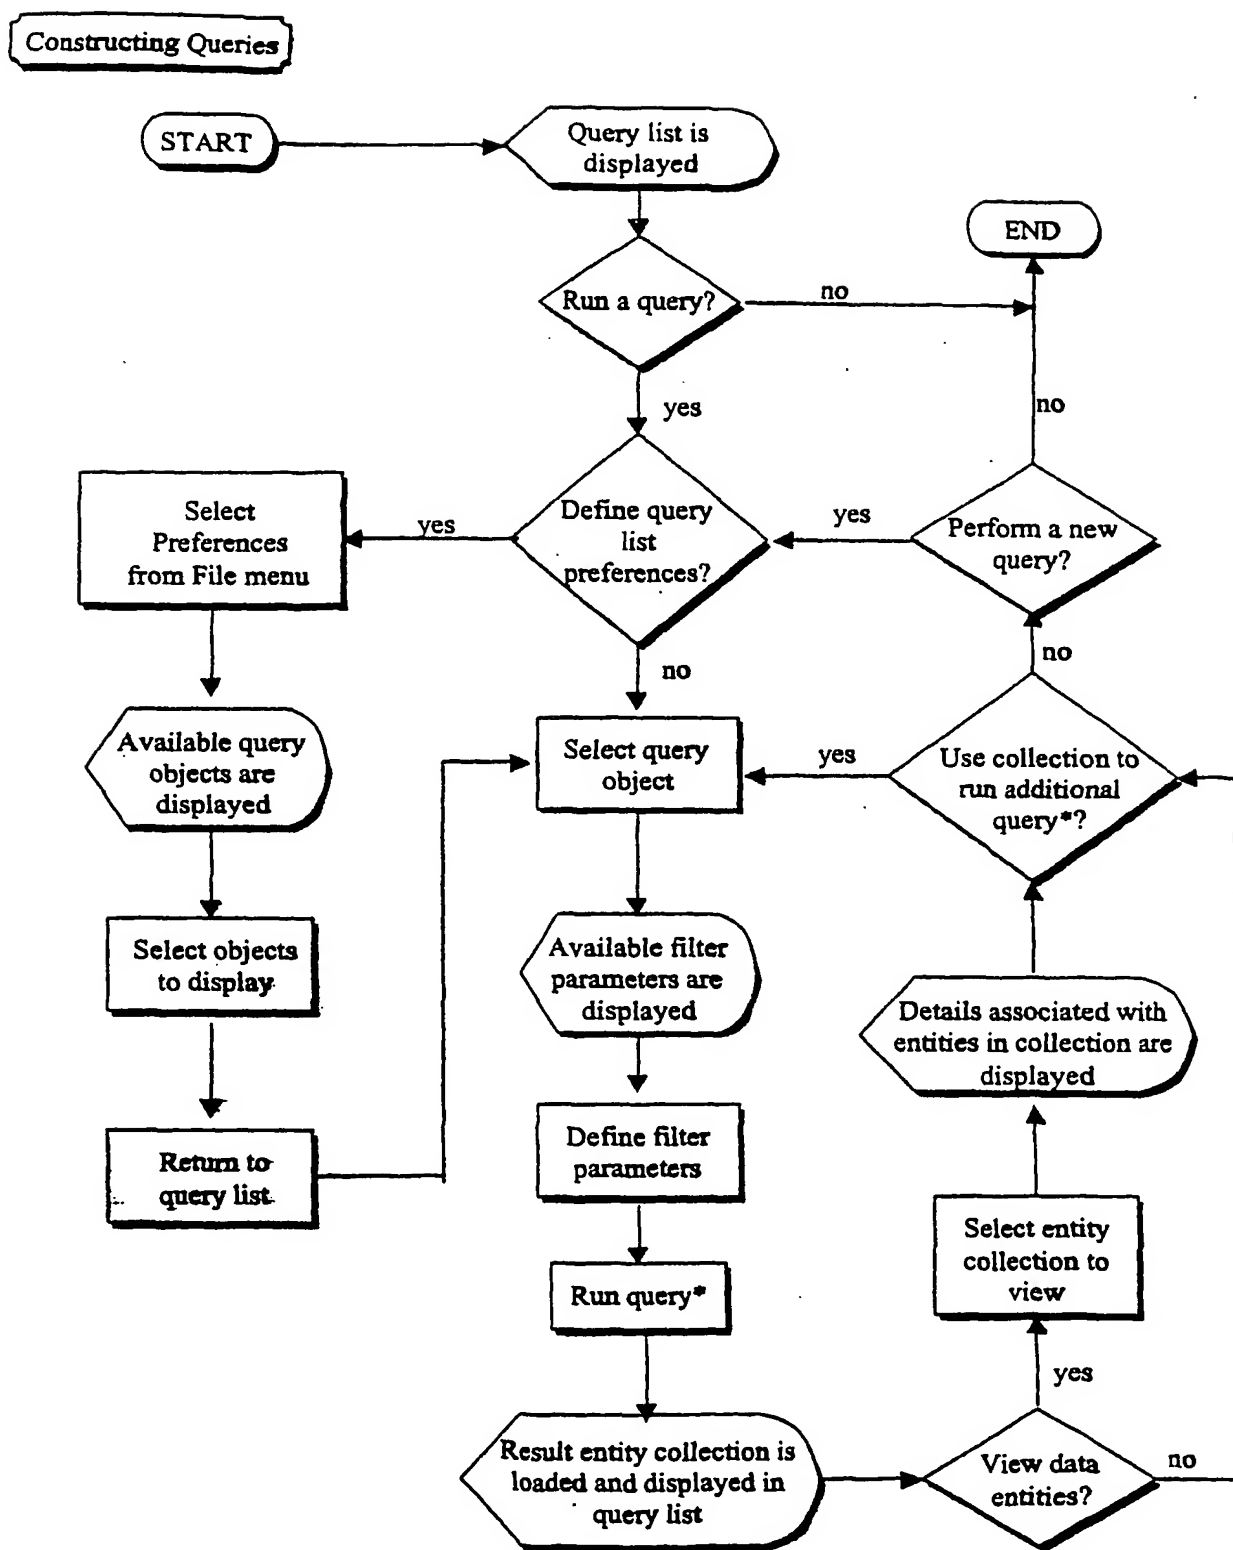 Constructing Queries
START
Query list is
displayed
END
Run a query?
no
yes
no
Select
Preferences
from File menu
yes
Define query
list
preferences?
yes
Perform a new
query?
no
no
Available query
objects are
displayed
Select query
object
yes
Use collection to
run additional
query*?
Select objects
to display
Available filter
parameters are
displayed
Details associated with
entities in collection are
displayed
Return to
query list
Define filter
parameters
Select entity
collection to
view
Run query*
yes
Result entity collection is
loaded and displayed in
query list
View data
entities?
no